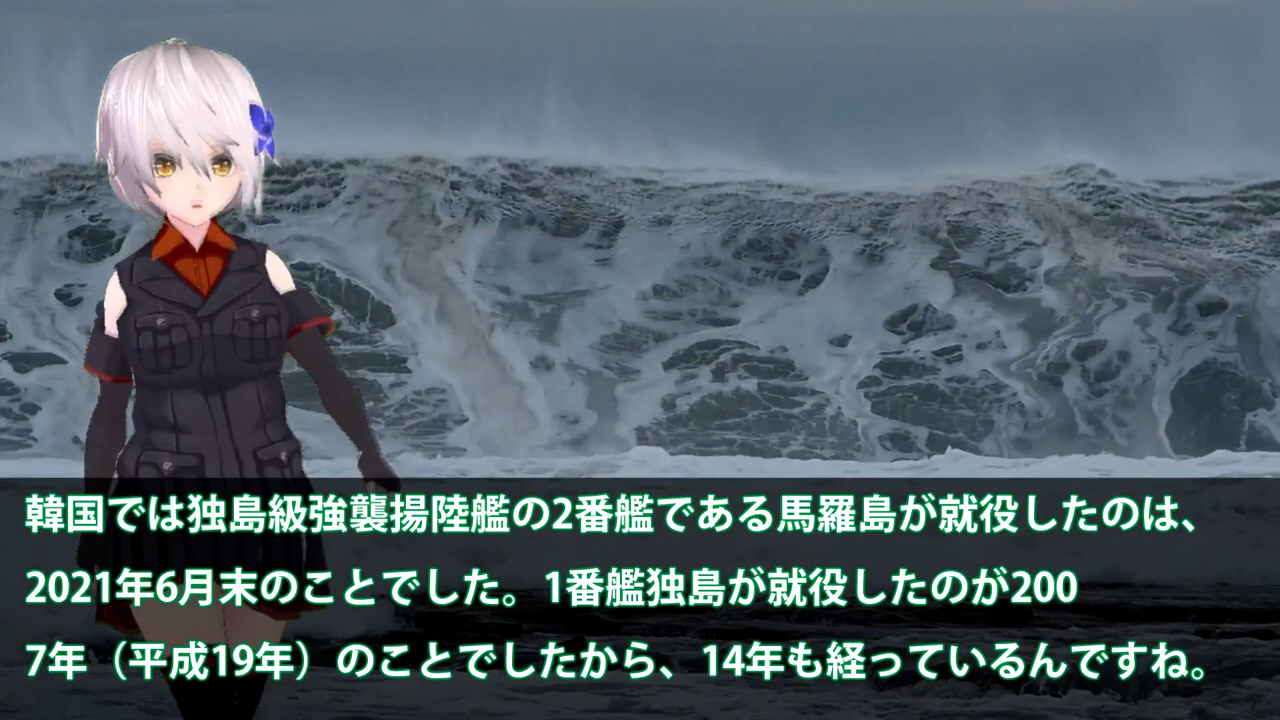 韓国では独島級強襲揚陸艦の2番艦である馬羅島が就役したのは、
2021年6月末のことでした。1番艦独島が就役したのが200
7年（平成19年）のことでしたから、14年も経っているんですね。